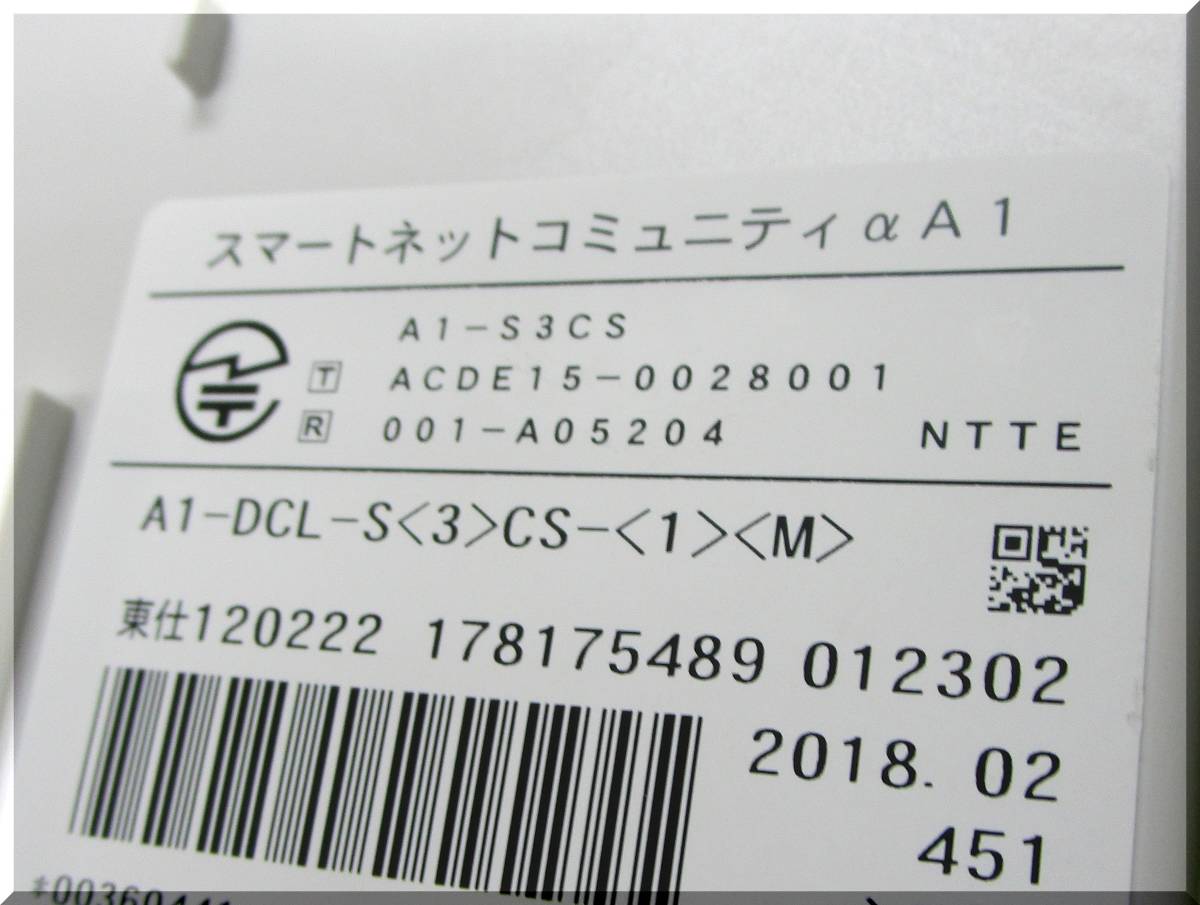 スマートネットコミュニティαA1
A1-S3CS
T ACDE15-0028001
R 001-A05204 NTTE
A1-DCL-S<3>CS-<1><M>
東仕120222 178175489 012302
2018.02
451